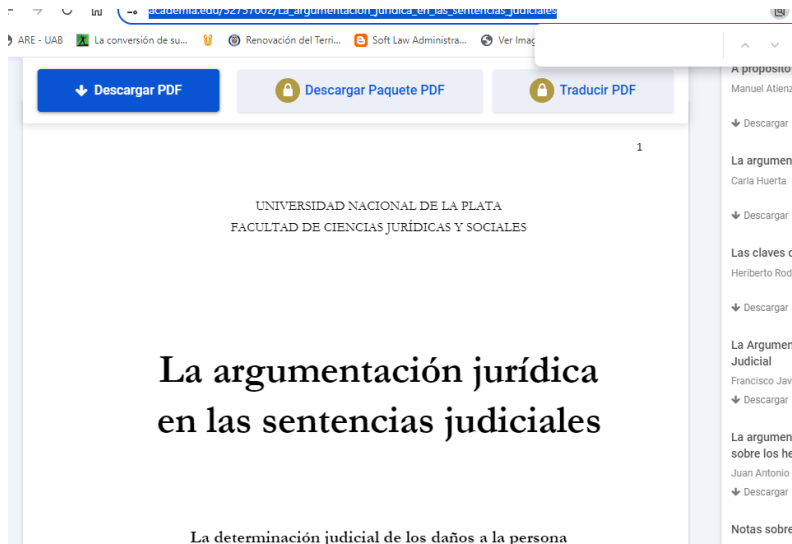 academia.edu/32737002/La_argumentación_jurídica_en_las_sentencias_judiciales
ARE - UAB La conversión de su... Renovación del Terri... Soft Law Administra... Ver Imag
Descargar PDF Descargar Paquete PDF Traducir PDF
1
UNIVERSIDAD NACIONAL DE LA PLATA
FACULTAD DE CIENCIAS JURÍDICAS Y SOCIALES
La argumentación jurídica
en las sentencias judiciales
La determinación judicial de los daños a la persona
A propósito
Manuel Atienz
Descargar
La argumen
Carla Huerta
Descargar
Las claves d
Heriberto Rod
Descargar
La Argumen
Judicial
Francisco Jav
Descargar
La argumen
sobre los he
Juan Antonio
Descargar
Notas sobre